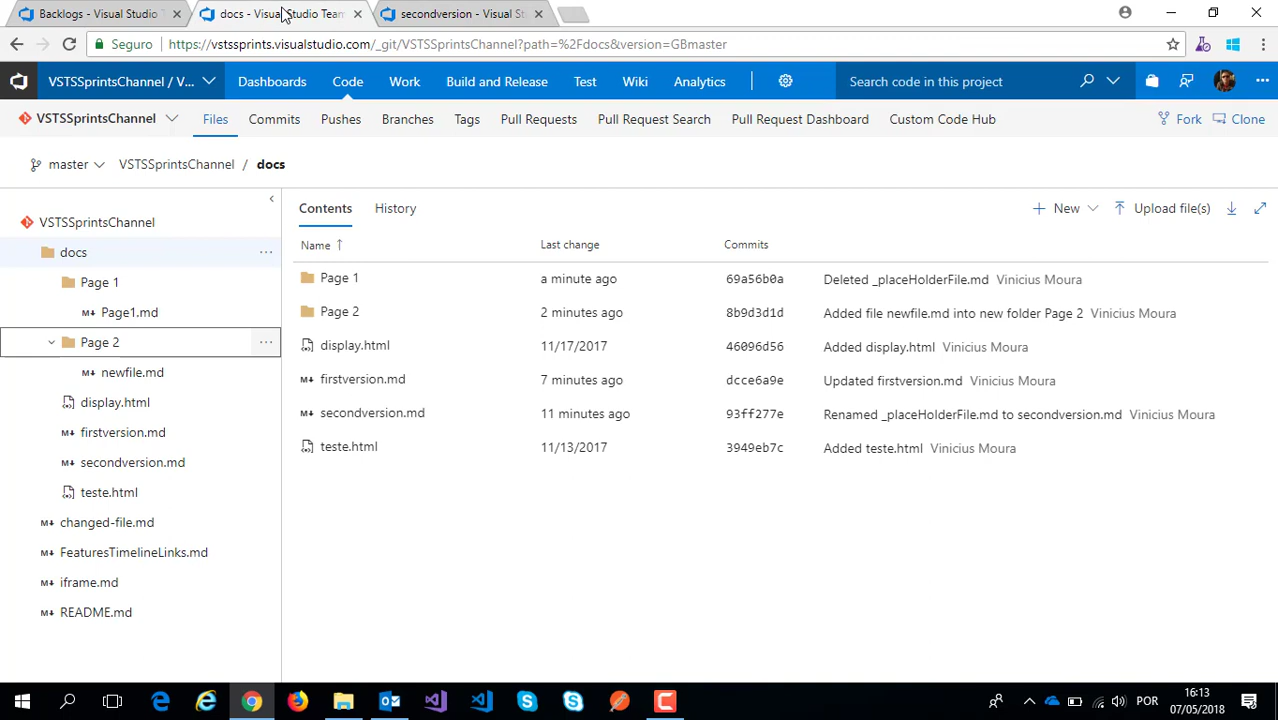 Backlogs - Visual Studio T
docs - Visual Studio Team
secondversion - Visual St
Seguro
https://vstssprints.visualstudio.com/_git/VSTSSprintsChannel?path=%2Fdocs&version=GBmaster
VSTSSprintsChannel / V...
Dashboards
Code
Work
Build and Release
Test
Wiki
Analytics
Search code in this project
VSTSSprintsChannel
Files
Commits
Pushes
Branches
Tags
Pull Requests
Pull Request Search
Pull Request Dashboard
Custom Code Hub
Fork
Clone
master
VSTSSprintsChannel / docs
VSTSSprintsChannel
docs
Page 1
M↓ Page1.md
Page 2
M↓ newfile.md
display.html
M↓ firstversion.md
M↓ secondversion.md
teste.html
M↓ changed-file.md
M↓ FeaturesTimelineLinks.md
M↓ iframe.md
M↓ README.md
Contents
History
New
Upload file(s)
Name ↑ Last change Commits
Page 1 a minute ago 69a56b0a Deleted _placeHolderFile.md Vinicius Moura
Page 2 2 minutes ago 8b9d3d1d Added file newfile.md into new folder Page 2 Vinicius Moura
display.html 11/17/2017 46096d56 Added display.html Vinicius Moura
M↓ firstversion.md 7 minutes ago dcce6a9e Updated firstversion.md Vinicius Moura
M↓ secondversion.md 11 minutes ago 93ff277e Renamed _placeHolderFile.md to secondversion.md Vinicius Moura
teste.html 11/13/2017 3949eb7c Added teste.html Vinicius Moura
POR
16:13
07/05/2018